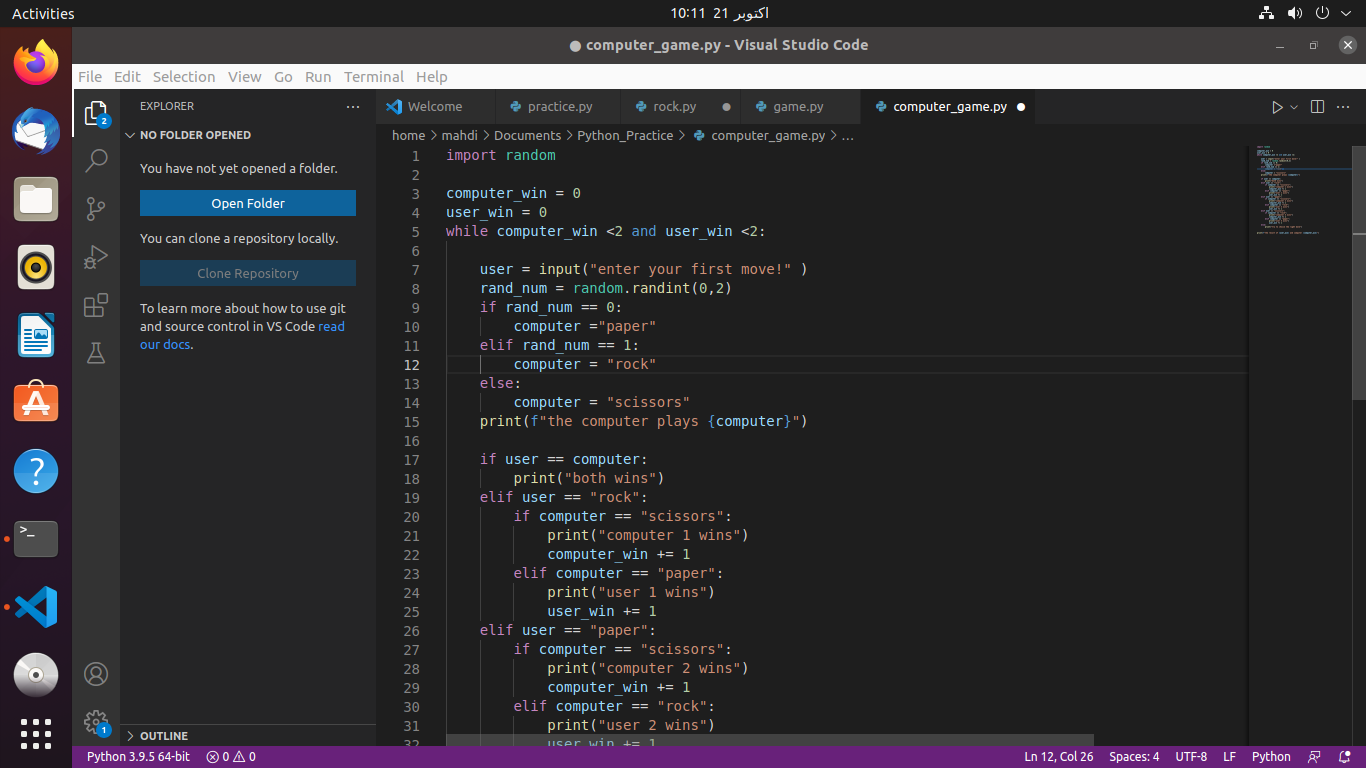 Activities
10:11 21 اکتوبر
● computer_game.py - Visual Studio Code
File Edit Selection View Go Run Terminal Help
EXPLORER
Welcome
practice.py
rock.py
game.py
computer_game.py
NO FOLDER OPENED
home > mahdi > Documents > Python_Practice > computer_game.py > ...
You have not yet opened a folder.
Open Folder
You can clone a repository locally.
Clone Repository
To learn more about how to use git
and source control in VS Code read
our docs.
2
1 import random
2
3 computer_win = 0
4 user_win = 0
5 while computer_win <2 and user_win <2:
6
7     user = input("enter your first move!" )
8     rand_num = random.randint(0,2)
9     if rand_num == 0:
10         computer ="paper"
11     elif rand_num == 1:
12         computer = "rock"
13     else:
14         computer = "scissors"
15     print(f"the computer plays {computer}")
16
17     if user == computer:
18         print("both wins")
19     elif user == "rock":
20         if computer == "scissors":
21             print("computer 1 wins")
22             computer_win += 1
23         elif computer == "paper":
24             print("user 1 wins")
25             user_win += 1
26     elif user == "paper":
27         if computer == "scissors":
28             print("computer 2 wins")
29             computer_win += 1
30         elif computer == "rock":
31             print("user 2 wins")
32             user_win += 1
1
OUTLINE
Python 3.9.5 64-bit 0 0 Ln 12, Col 26 Spaces: 4 UTF-8 LF Python